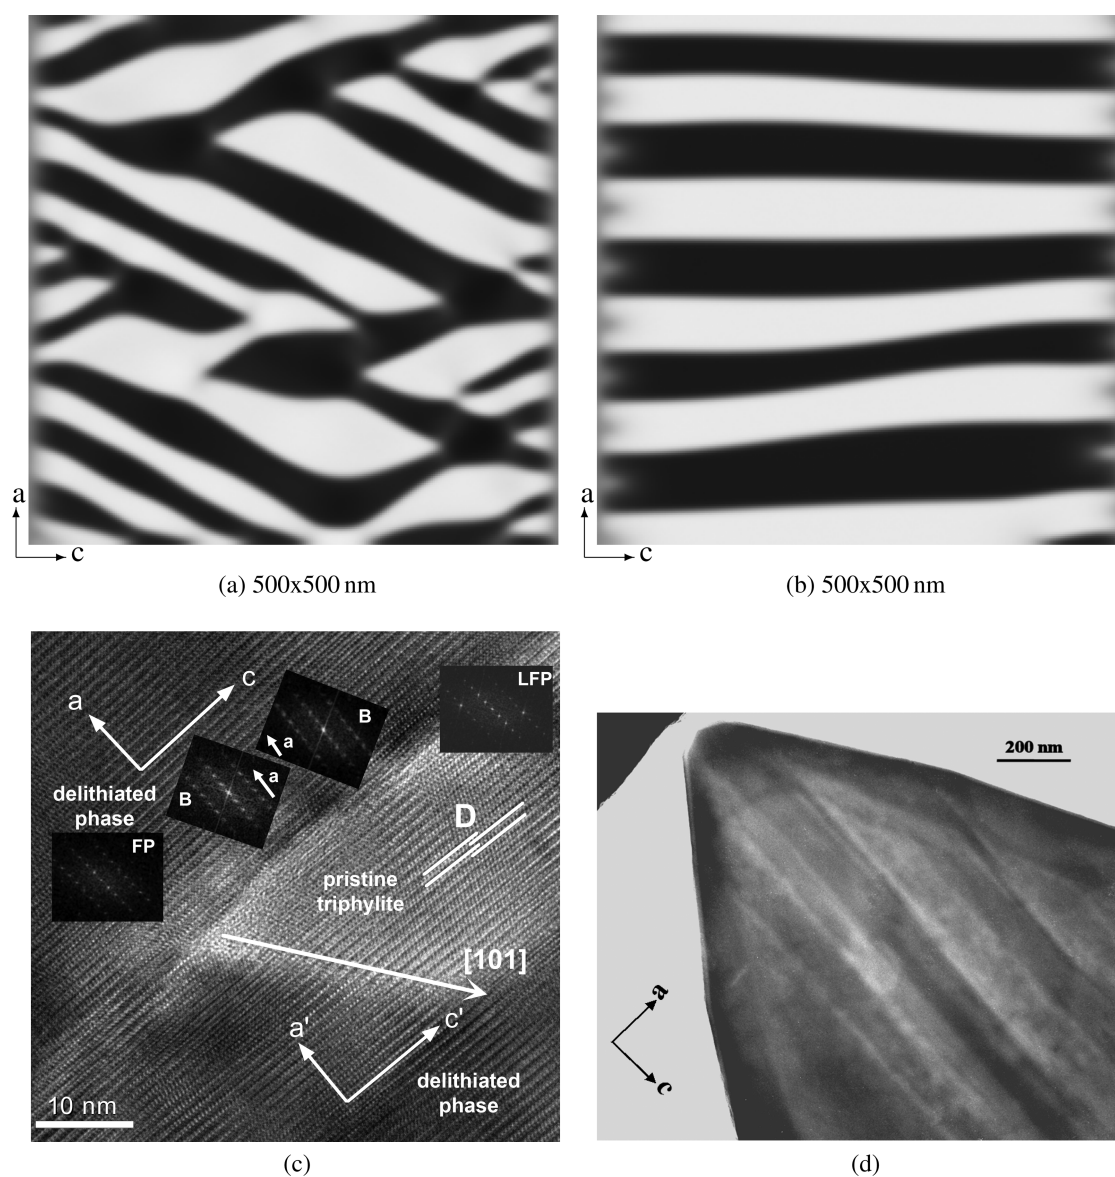 a
c
(a) 500x500 nm
a
c
(b) 500x500 nm
c
a
B
LFP
a
a
B
delithiated
phase
FP
D
pristine
triphylite
[101]
a'
c'
delithiated
phase
10 nm
(c)
200 nm
a
c
(d)